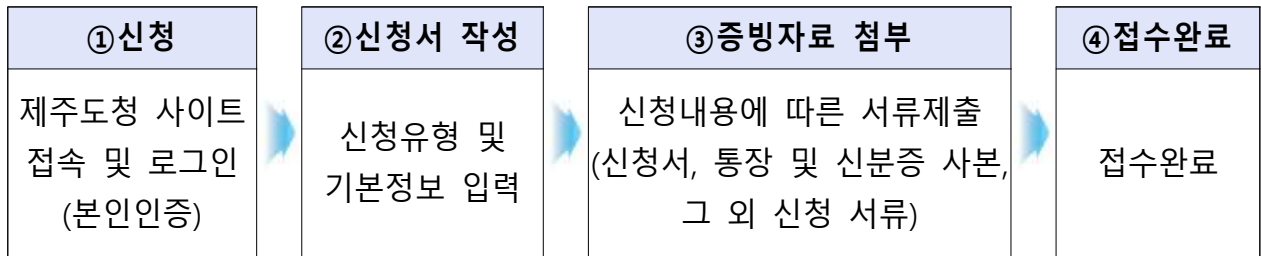 ①신청
제주도청 사이트
접속 및 로그인
(본인인증)
②신청서 작성
신청유형 및
기본정보 입력
③증빙자료 첨부
신청내용에 따른 서류제출
(신청서, 통장 및 신분증 사본,
그 외 신청 서류)
④접수완료
접수완료